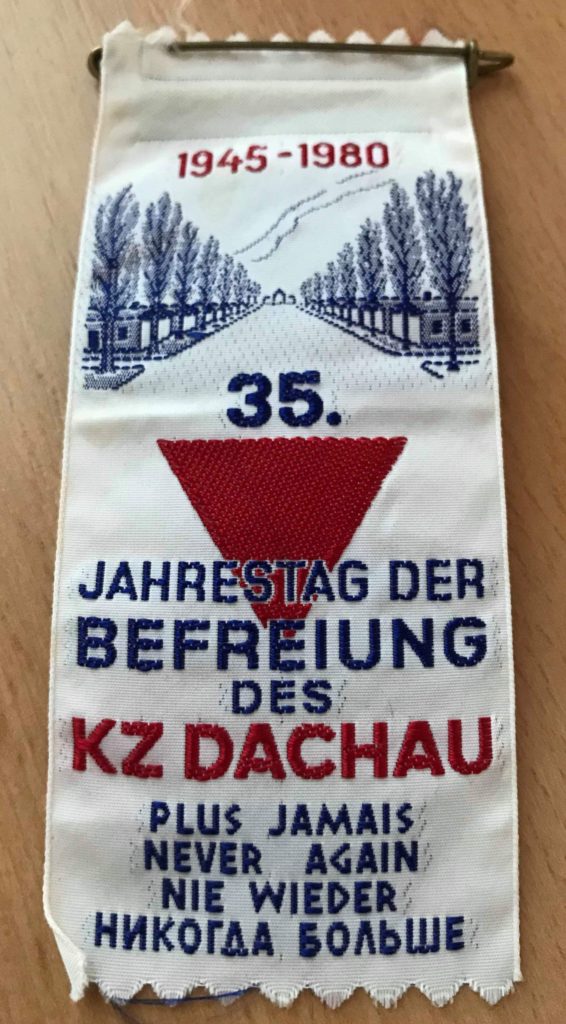 1945-1980
35.
JAHRESTAG DER
BEFREIUNG
DES
KZ DACHAU
PLUS JAMAIS
NEVER AGAIN
NIE WIEDER
НИКОГДА БОЛЬШЕ